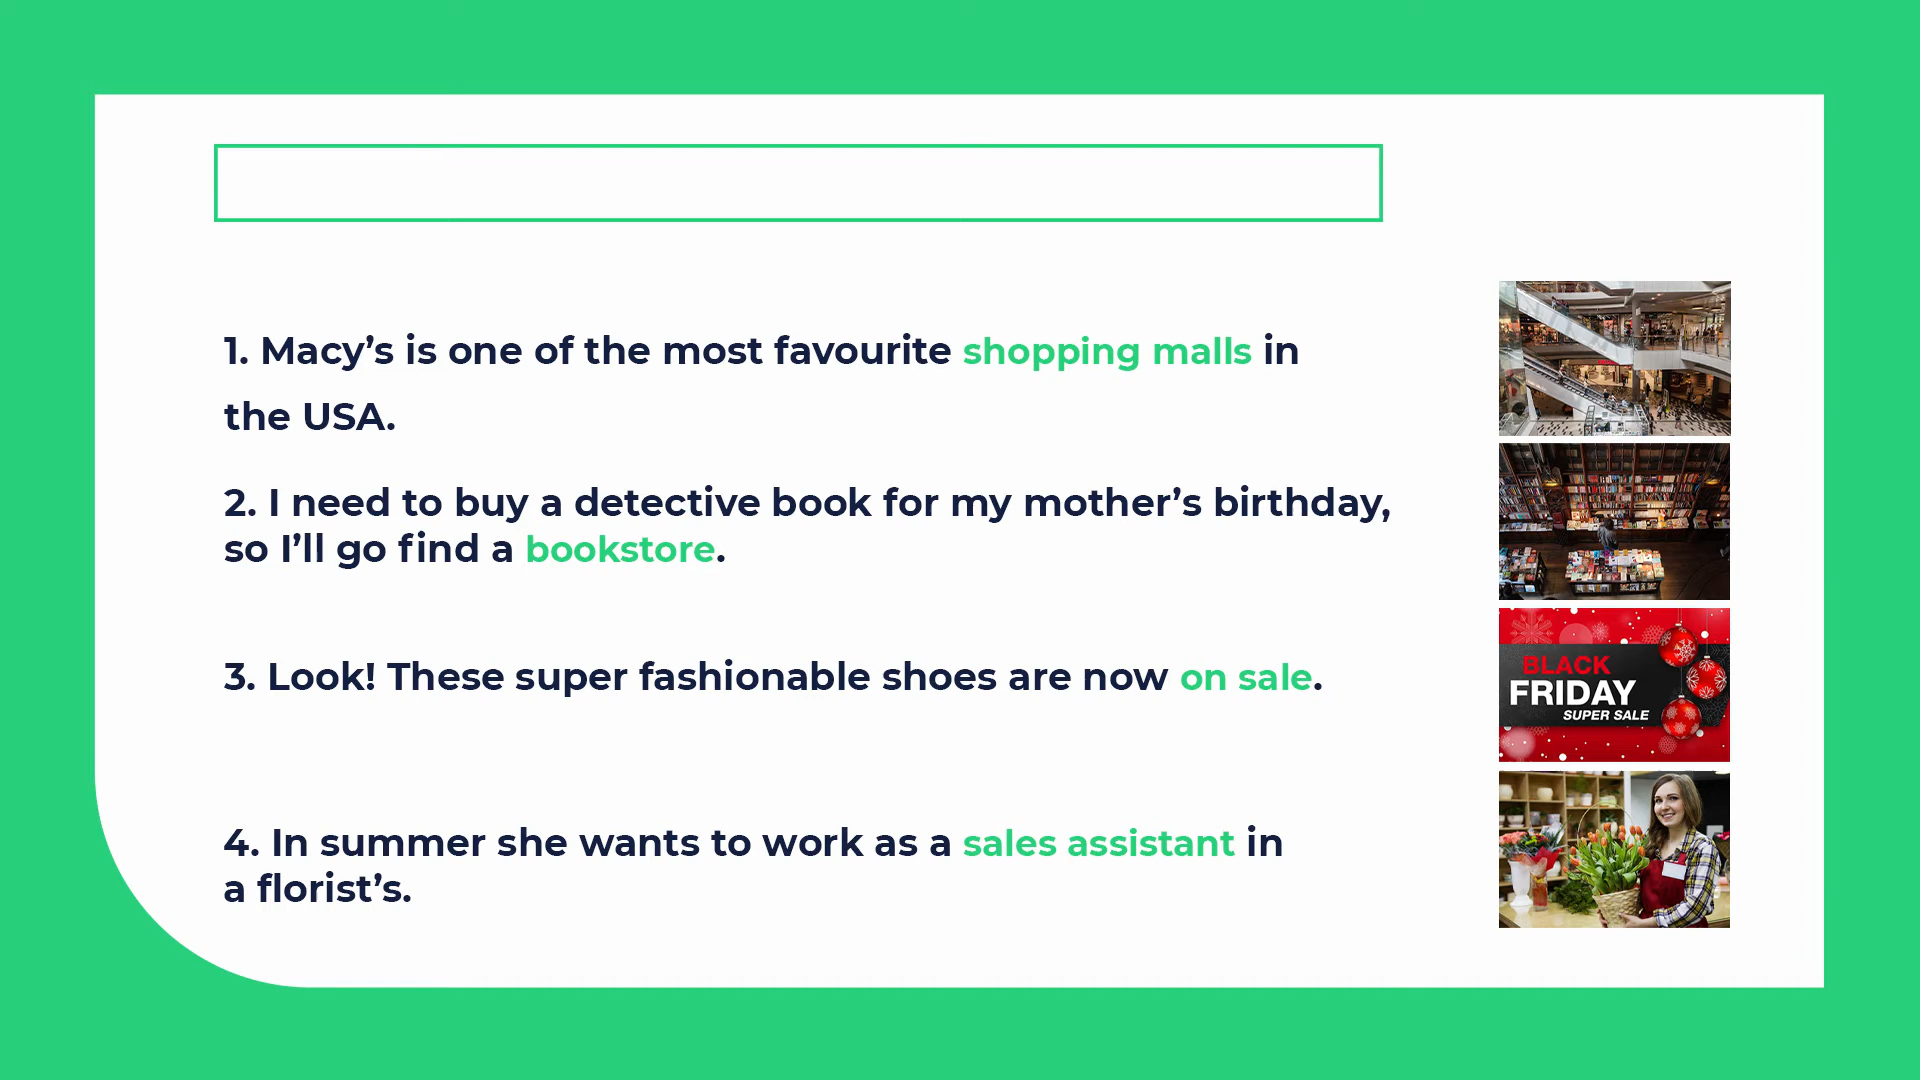 1. Macy’s is one of the most favourite shopping malls in
the USA.
2. I need to buy a detective book for my mother’s birthday,
so I’ll go find a bookstore.
3. Look! These super fashionable shoes are now on sale.
4. In summer she wants to work as a sales assistant in
a florist’s.
BLACK
FRIDAY
SUPER SALE